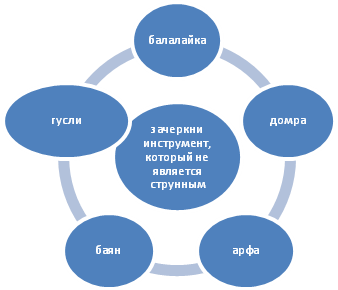 балалайка
гусли
домра
зачеркни
инструмент,
который не
является
струнным
баян
арфа